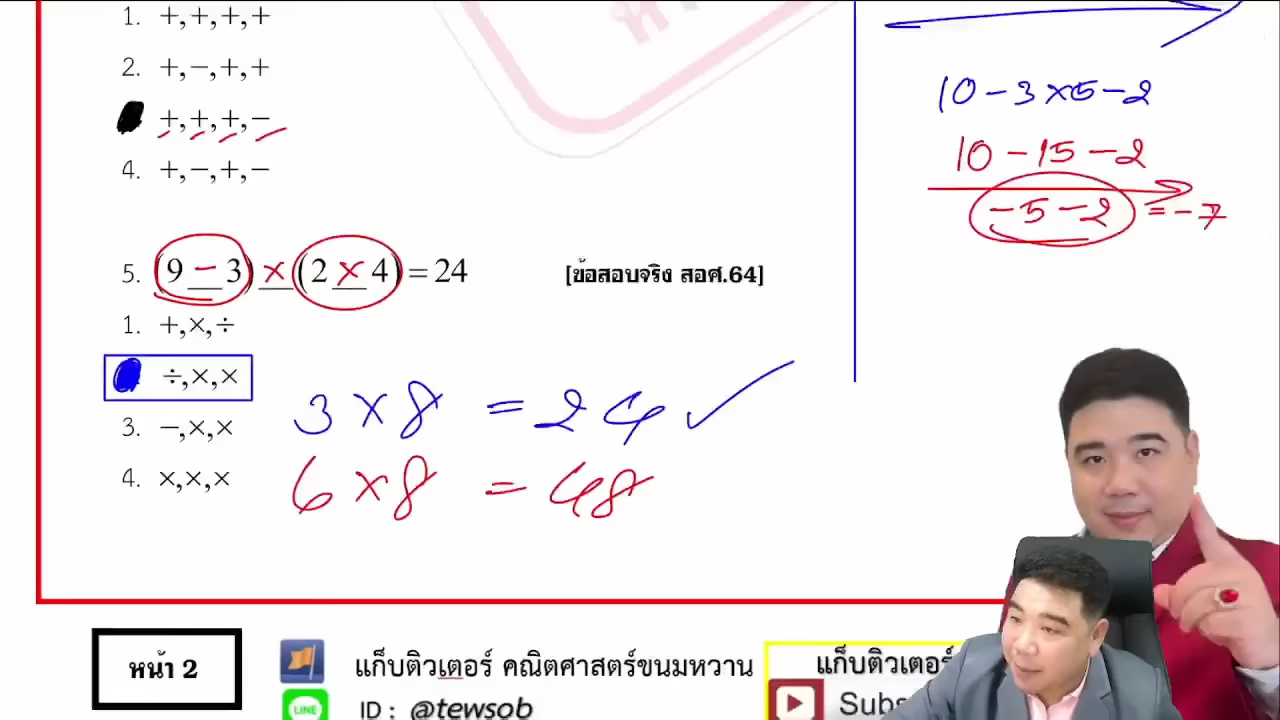 1. +,+,+,+
2. +,−,+,+
+,+,+,−
4. +,−,+,−
10 − 3 × 5 − 2
10 − 15 − 2
−5 − 2 = −7
5. (9 − 3) × (2 × 4) = 24 [ข้อสอบจริง สอศ.64]
1. +,×,÷
÷,×,×
3. −,×,×
4. ×,×,×
3 × 8 = 24 ✓
6 × 8 = 48
หน้า 2
แก็บติวเตอร์ คณิตศาสตร์ขนมหวาน
LINE ID : @tewsob
แก็บติวเตอร์
Subs